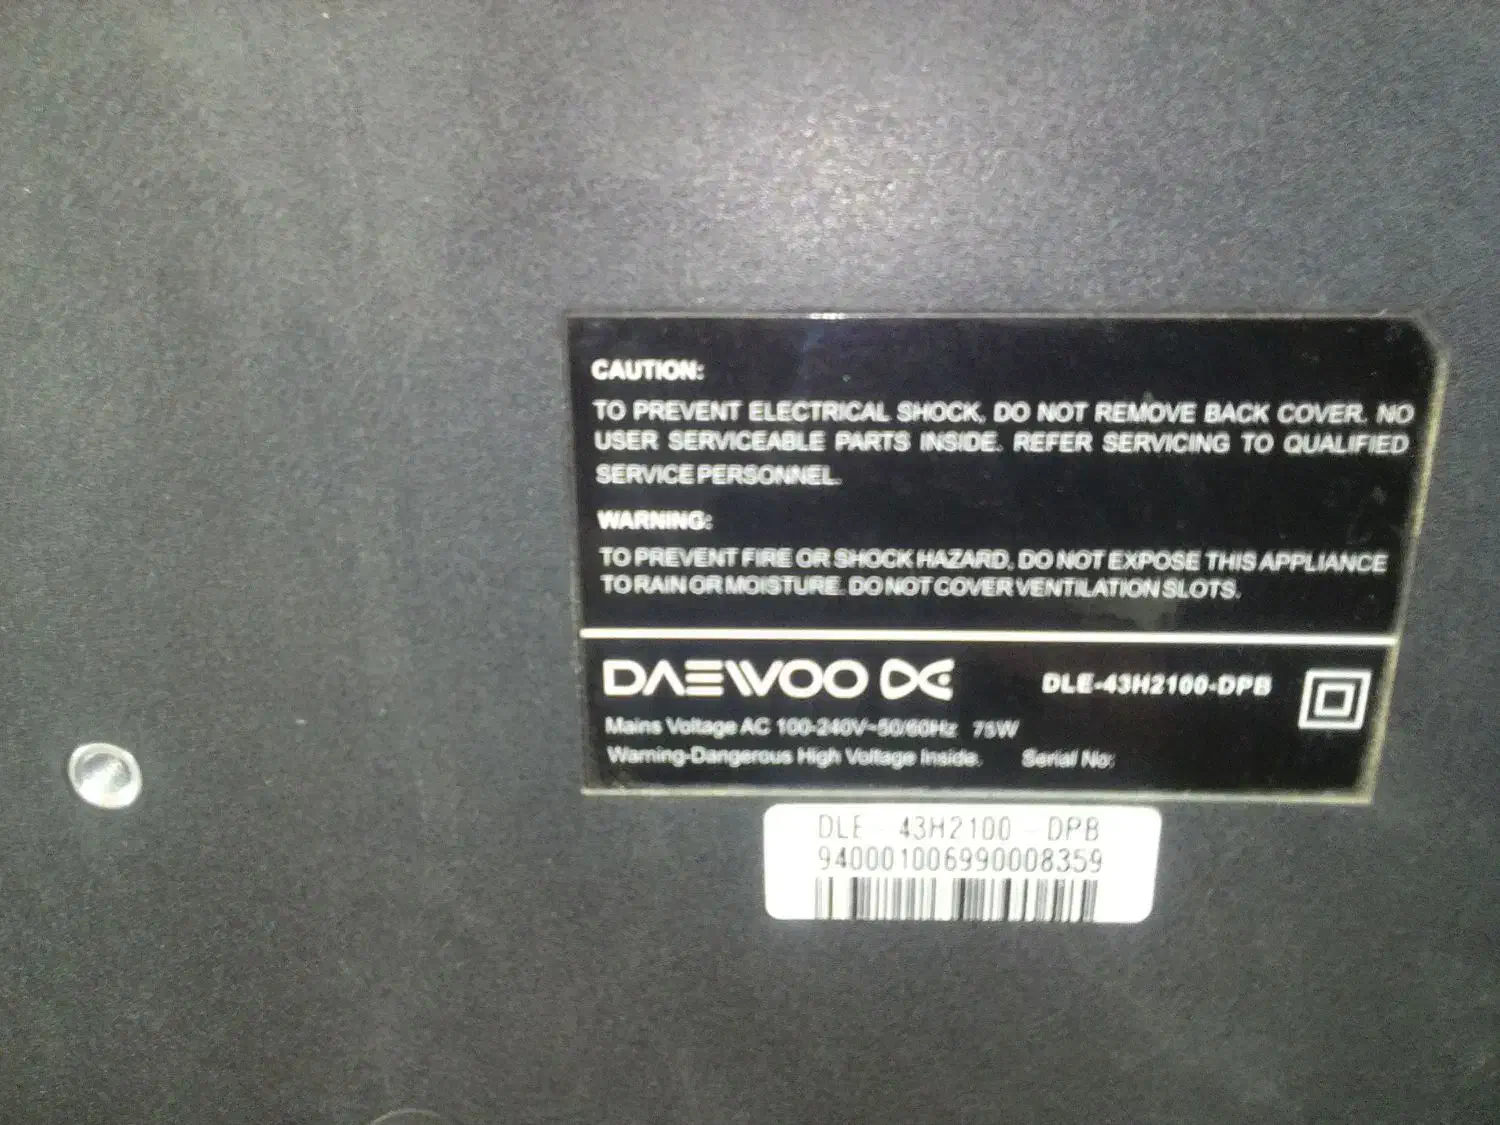 CAUTION:
TO PREVENT ELECTRICAL SHOCK, DO NOT REMOVE BACK COVER. NO
USER SERVICEABLE PARTS INSIDE. REFER SERVICING TO QUALIFIED
SERVICE PERSONNEL.
WARNING:
TO PREVENT FIRE OR SHOCK HAZARD, DO NOT EXPOSE THIS APPLIANCE
TO RAIN OR MOISTURE. DO NOT COVER VENTILATION SLOTS.
DAEWOO DLE-43H2100-DPB
Mains Voltage AC 100-240V~50/60Hz 75W
Warning-Dangerous High Voltage Inside. Serial No:
DLE-43H2100-DPB
940001006990008359